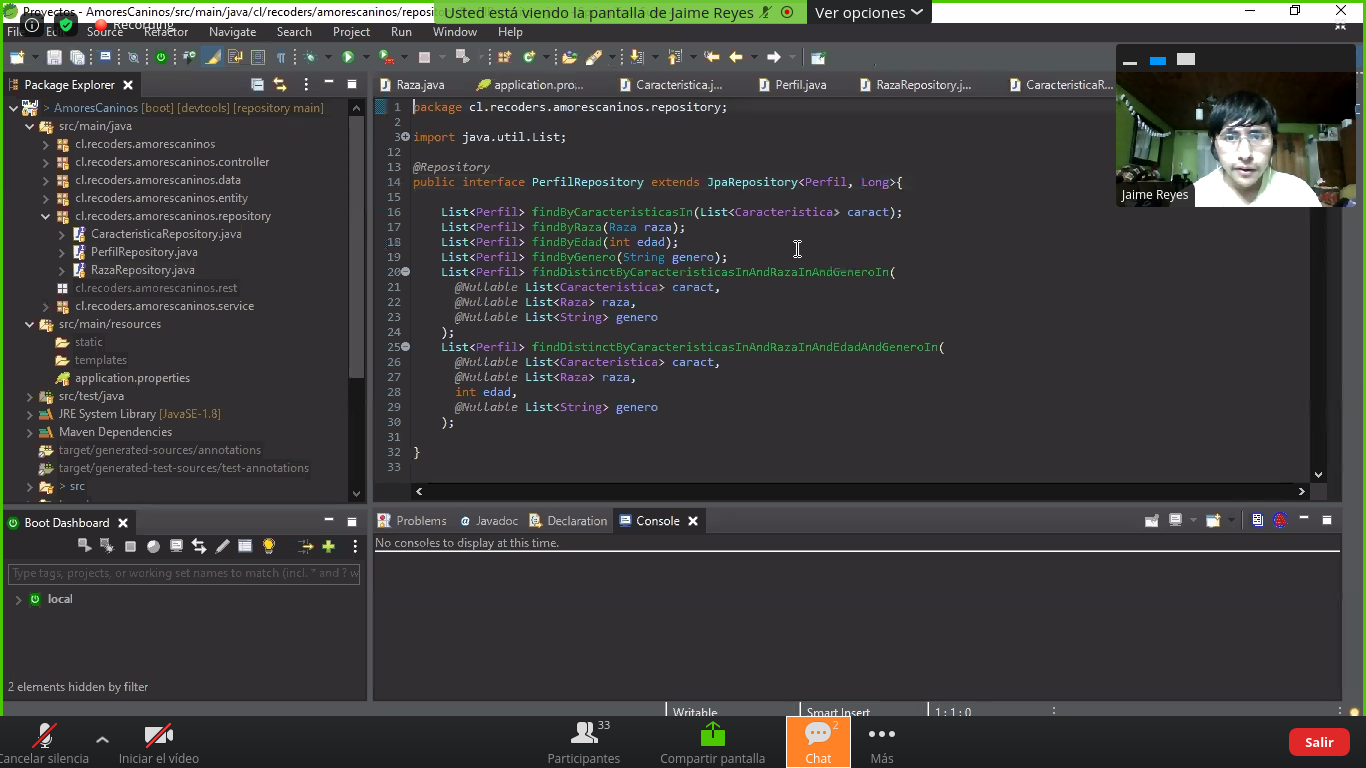 Proyectos - AmoresCaninos/src/main/java/cl/recoders/amorescaninos/reposi
Usted está viendo la pantalla de Jaime Reyes
Ver opciones
Recording
Source Refactor Navigate Search Project Run Window Help
Package Explorer
Raza.java
application.pro...
Caracteristica.j...
Perfil.java
RazaRepository.j...
CaracteristicaR...
> AmoresCaninos [boot] [devtools] [repository main]
src/main/java
cl.recoders.amorescaninos
cl.recoders.amorescaninos.controller
cl.recoders.amorescaninos.data
cl.recoders.amorescaninos.entity
cl.recoders.amorescaninos.repository
CaracteristicaRepository.java
PerfilRepository.java
RazaRepository.java
cl.recoders.amorescaninos.rest
cl.recoders.amorescaninos.service
src/main/resources
static
templates
application.properties
src/test/java
JRE System Library [JavaSE-1.8]
Maven Dependencies
target/generated-sources/annotations
target/generated-test-sources/test-annotations
> src
1 package cl.recoders.amorescaninos.repository;
2
3 import java.util.List;
12
13 @Repository
14 public interface PerfilRepository extends JpaRepository<Perfil, Long>{
15
16 List<Perfil> findByCaracteristicasIn(List<Caracteristica> caract);
17 List<Perfil> findByRaza(Raza raza);
18 List<Perfil> findByEdad(int edad);
19 List<Perfil> findByGenero(String genero);
20 List<Perfil> findDistinctByCaracteristicasInAndRazaInAndGeneroIn(
21 @Nullable List<Caracteristica> caract,
22 @Nullable List<Raza> raza,
23 @Nullable List<String> genero
24 );
25 List<Perfil> findDistinctByCaracteristicasInAndRazaInAndEdadAndGeneroIn(
26 @Nullable List<Caracteristica> caract,
27 @Nullable List<Raza> raza,
28 int edad,
29 @Nullable List<String> genero
30 );
31
32 }
33
Jaime Reyes
Boot Dashboard
Type tags, projects, or working set names to match (incl. * and ? w
local
2 elements hidden by filter
Problems
@ Javadoc
Declaration
Console
No consoles to display at this time.
Writable
Smart Insert
1 : 1 : 0
Cancelar silencia
Iniciar el vídeo
33
Participantes
Compartir pantalla
2
Chat
Más
Salir